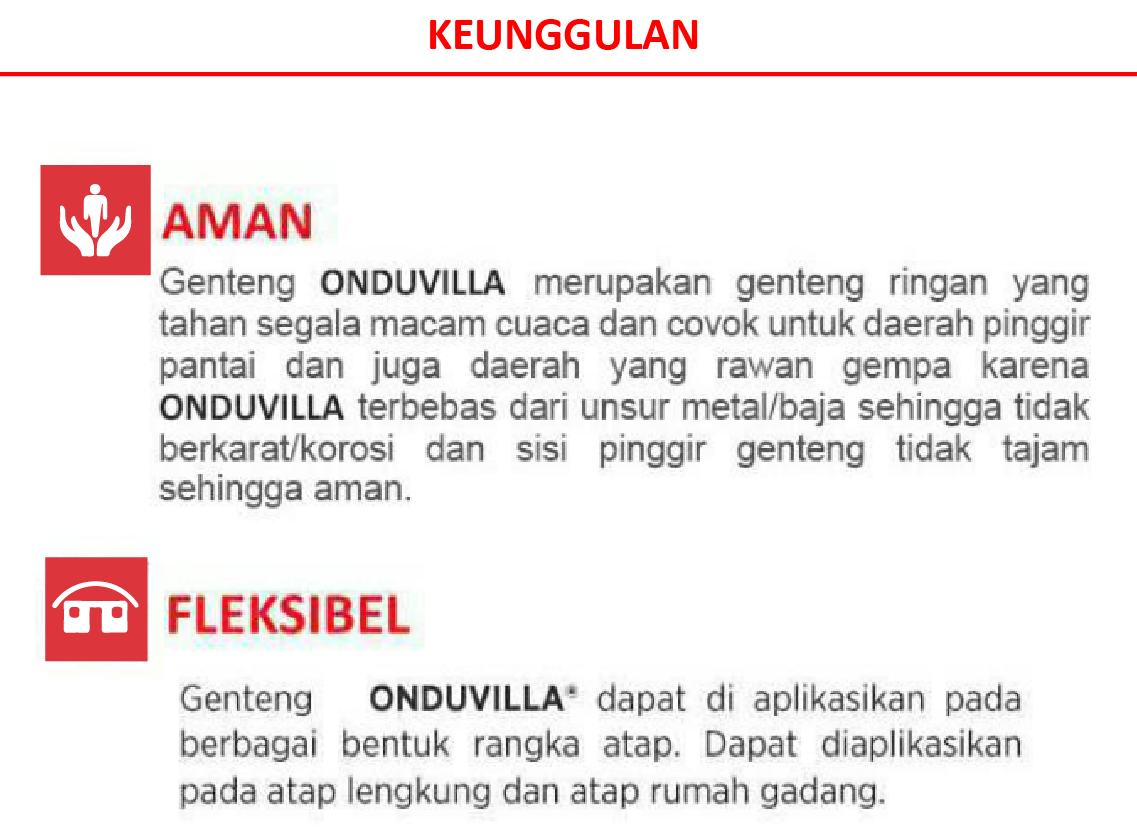 KEUNGGULAN
AMAN
Genteng ONDUVILLA merupakan genteng ringan yang
tahan segala macam cuaca dan covok untuk daerah pinggir
pantai dan juga daerah yang rawan gempa karena
ONDUVILLA terbebas dari unsur metal/baja sehingga tidak
berkarat/korosi dan sisi pinggir genteng tidak tajam
sehingga aman.
FLEKSIBEL
Genteng ONDUVILLA® dapat di aplikasikan pada
berbagai bentuk rangka atap. Dapat diaplikasikan
pada atap lengkung dan atap rumah gadang.